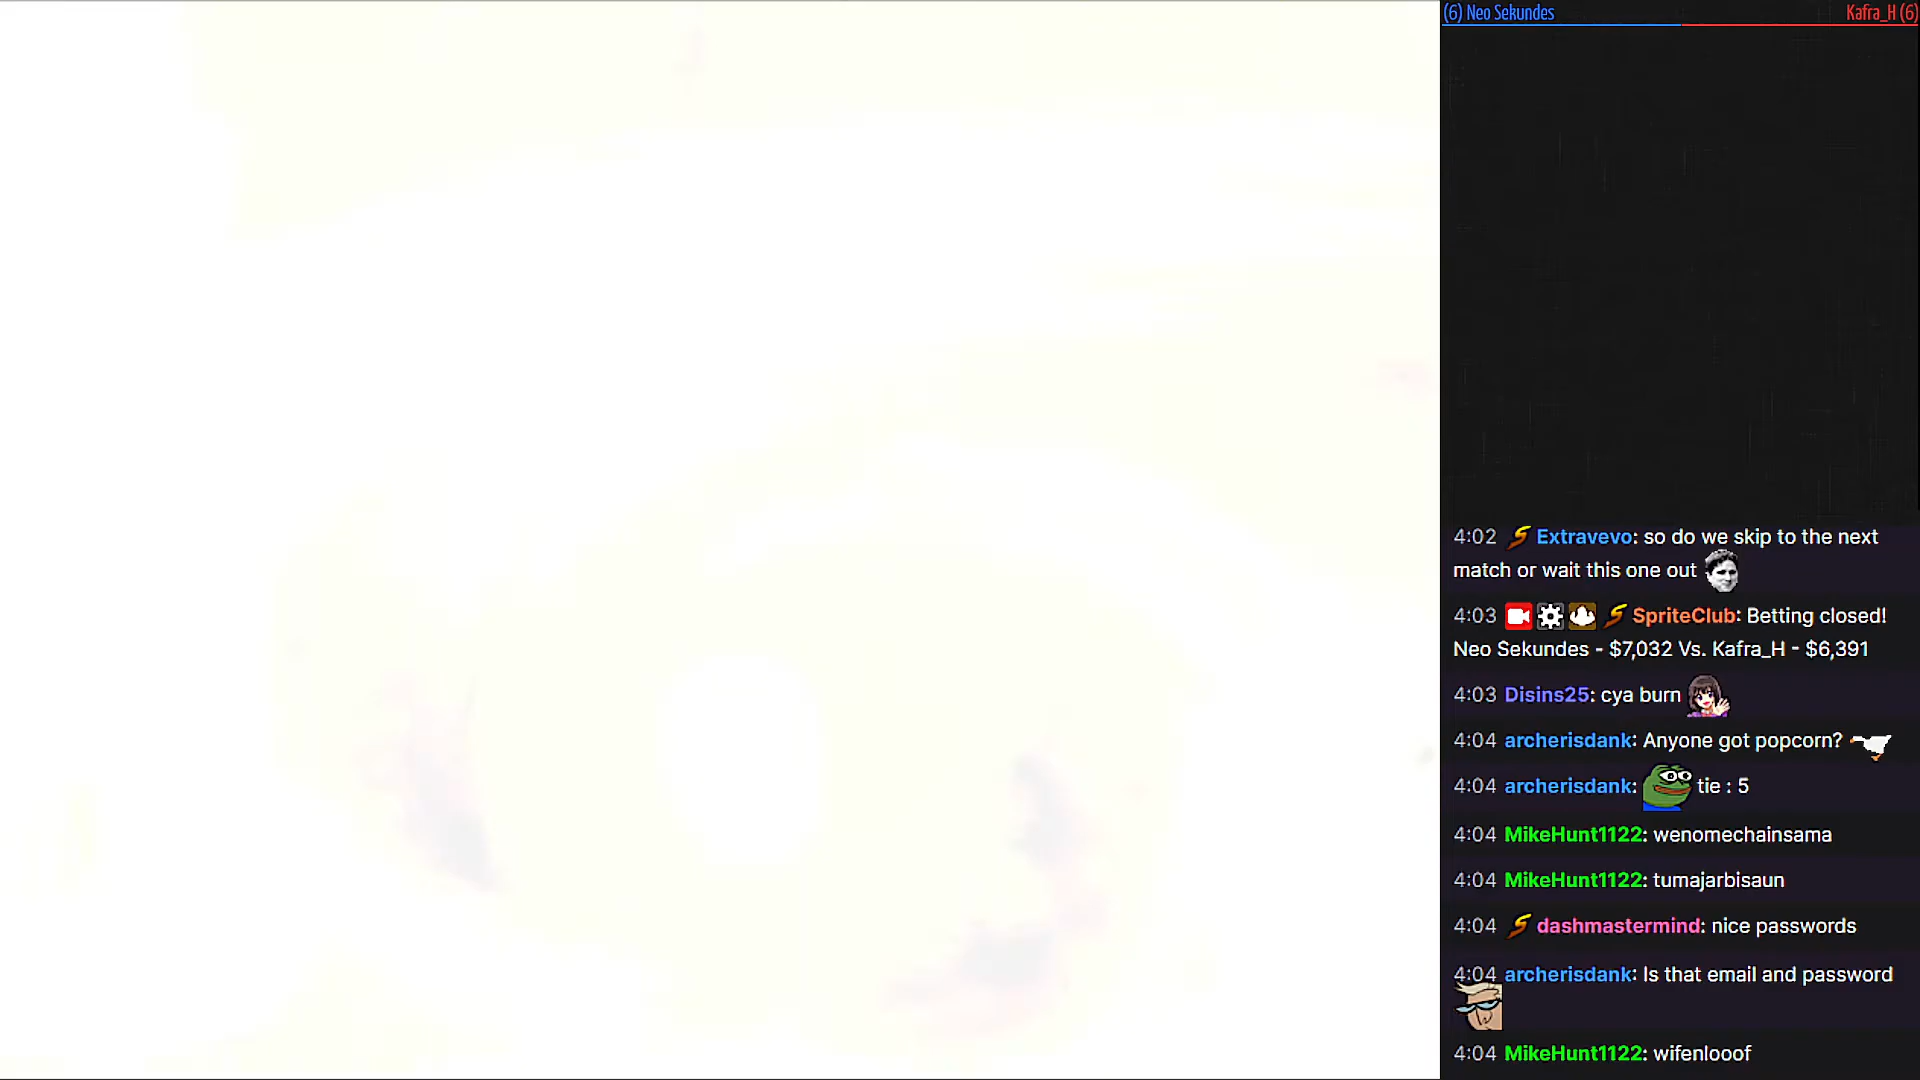 (6) Neo Sekundes
Kafra_H (6)
4:02 Extravevo: so do we skip to the next
match or wait this one out
4:03 SpriteClub: Betting closed!
Neo Sekundes - $7,032 Vs. Kafra_H - $6,391
4:03 Disins25: cya burn
4:04 archerisdank: Anyone got popcorn?
4:04 archerisdank: tie : 5
4:04 MikeHunt1122: wenomechainsama
4:04 MikeHunt1122: tumajarbisaun
4:04 dashmastermind: nice passwords
4:04 archerisdank: Is that email and password
4:04 MikeHunt1122: wifenlooof